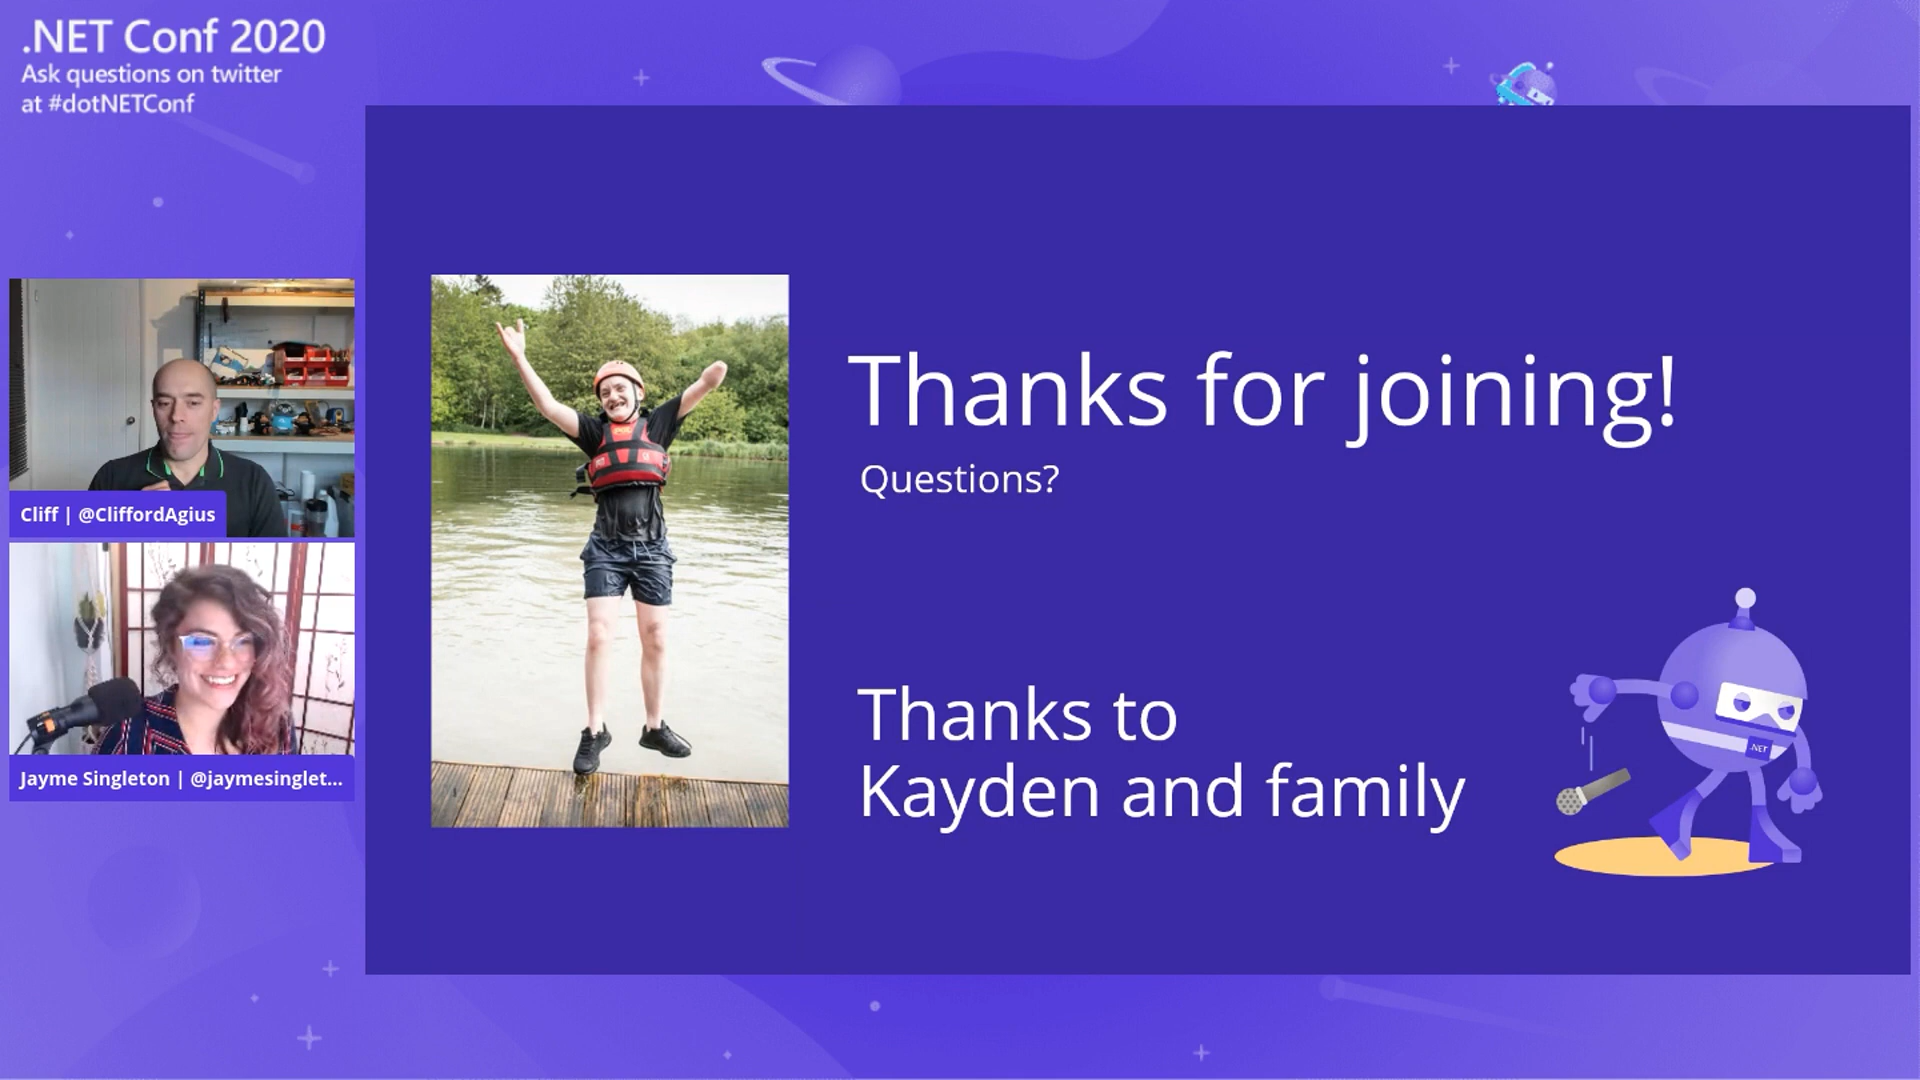 .NET Conf 2020
Ask questions on twitter
at #dotNETConf
Cliff | @CliffordAgius
Jayme Singleton | @jaymesinglet...
Thanks for joining!
Questions?
Thanks to
Kayden and family
.NET